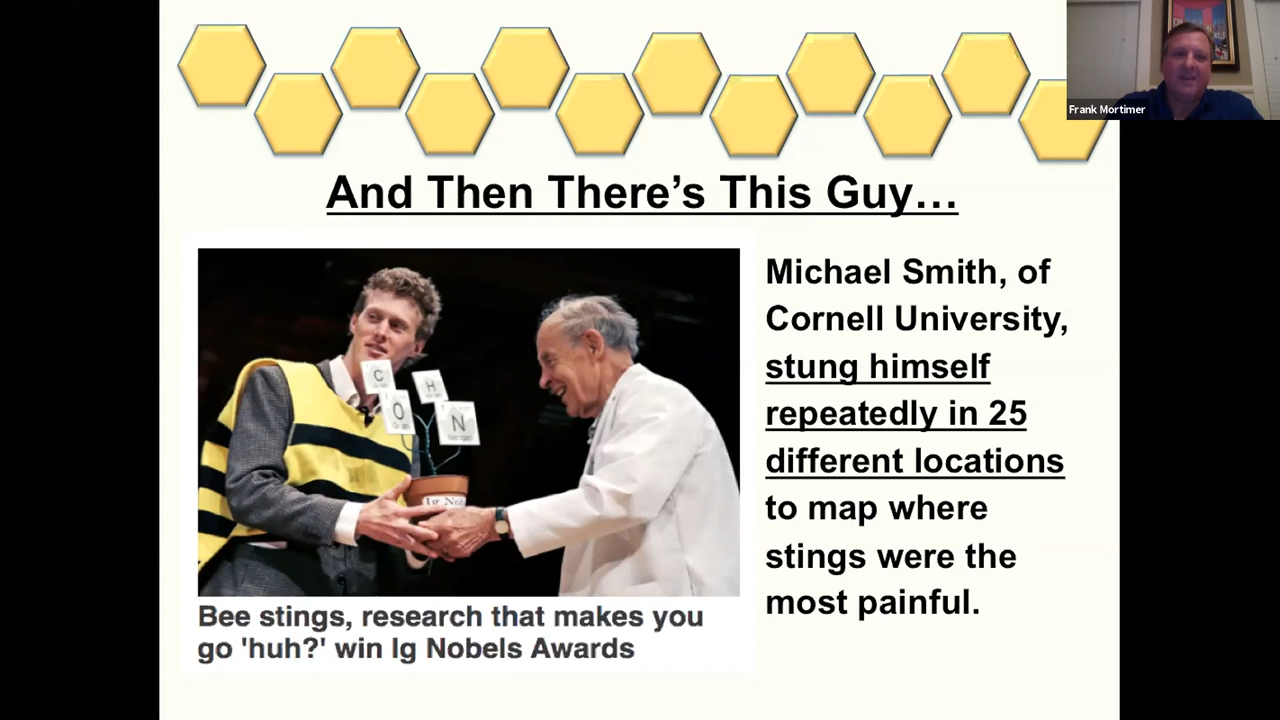 Frank Mortimer
And Then There's This Guy…
C
H
O
N
Ig Nob
Michael Smith, of
Cornell University,
stung himself
repeatedly in 25
different locations
to map where
stings were the
most painful.
Bee stings, research that makes you
go 'huh?' win Ig Nobels Awards